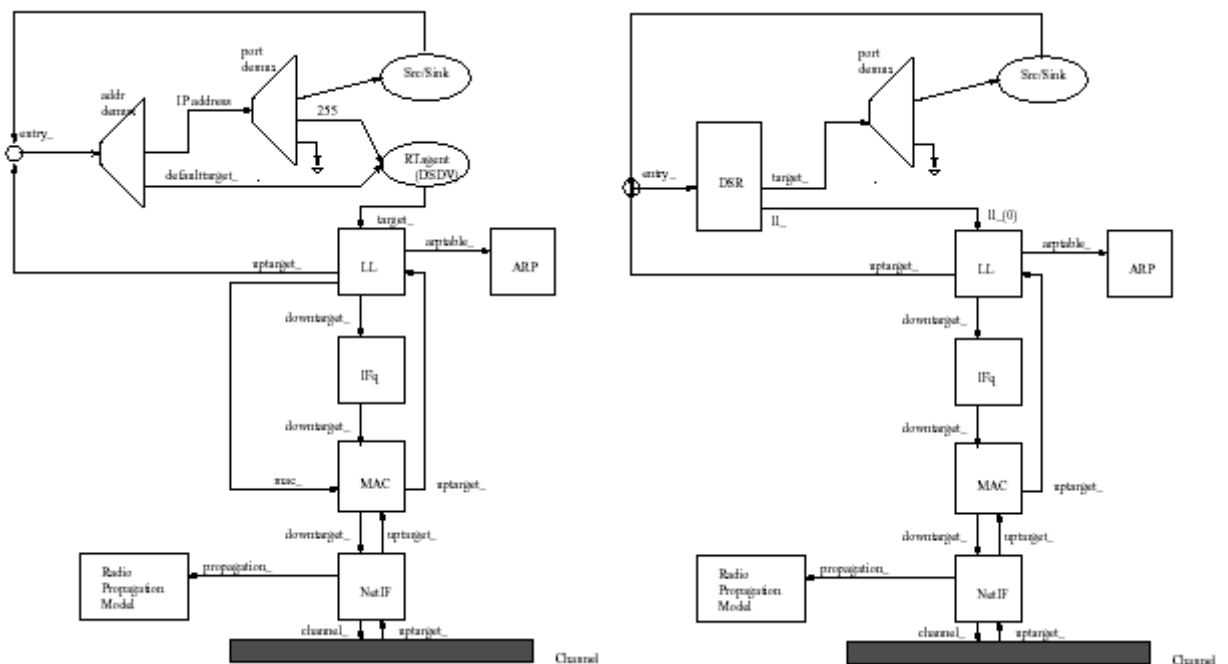 port
demux
Src/Sink
addr
demux
IP address
255
entry_
RTagent
(DSDV)
defaulttarget_
target_
uptarget_
LL
arptable_
ARP
downtarget_
IFq
downtarget_
mac_
MAC
uptarget_
downtarget_
uptarget_
Radio
Propagation
Model
propagation_
NetIF
channel_
uptarget_
Channel
port
demux
Src/Sink
entry_
DSR
target_
ll_
ll_(0)
uptarget_
LL
arptable_
ARP
downtarget_
IFq
downtarget_
MAC
uptarget_
downtarget_
uptarget_
Radio
Propagation
Model
propagation_
NetIF
channel_
uptarget_
Channel